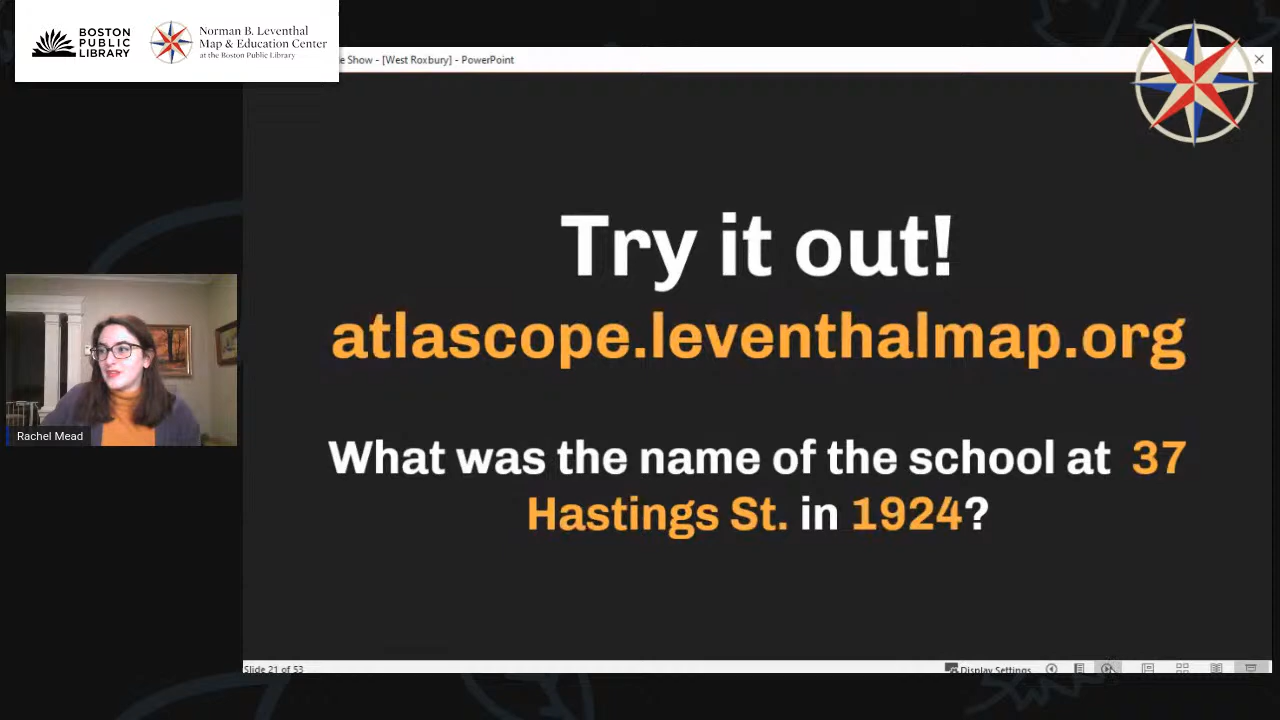 BOSTON
PUBLIC
LIBRARY
Norman B. Leventhal
Map & Education Center
at the Boston Public Library
e Show - [West Roxbury] - PowerPoint
Try it out!
atlascope.leventhalmap.org
What was the name of the school at 37
Hastings St. in 1924?
Rachel Mead
Slide 21 of 53
Display Settings